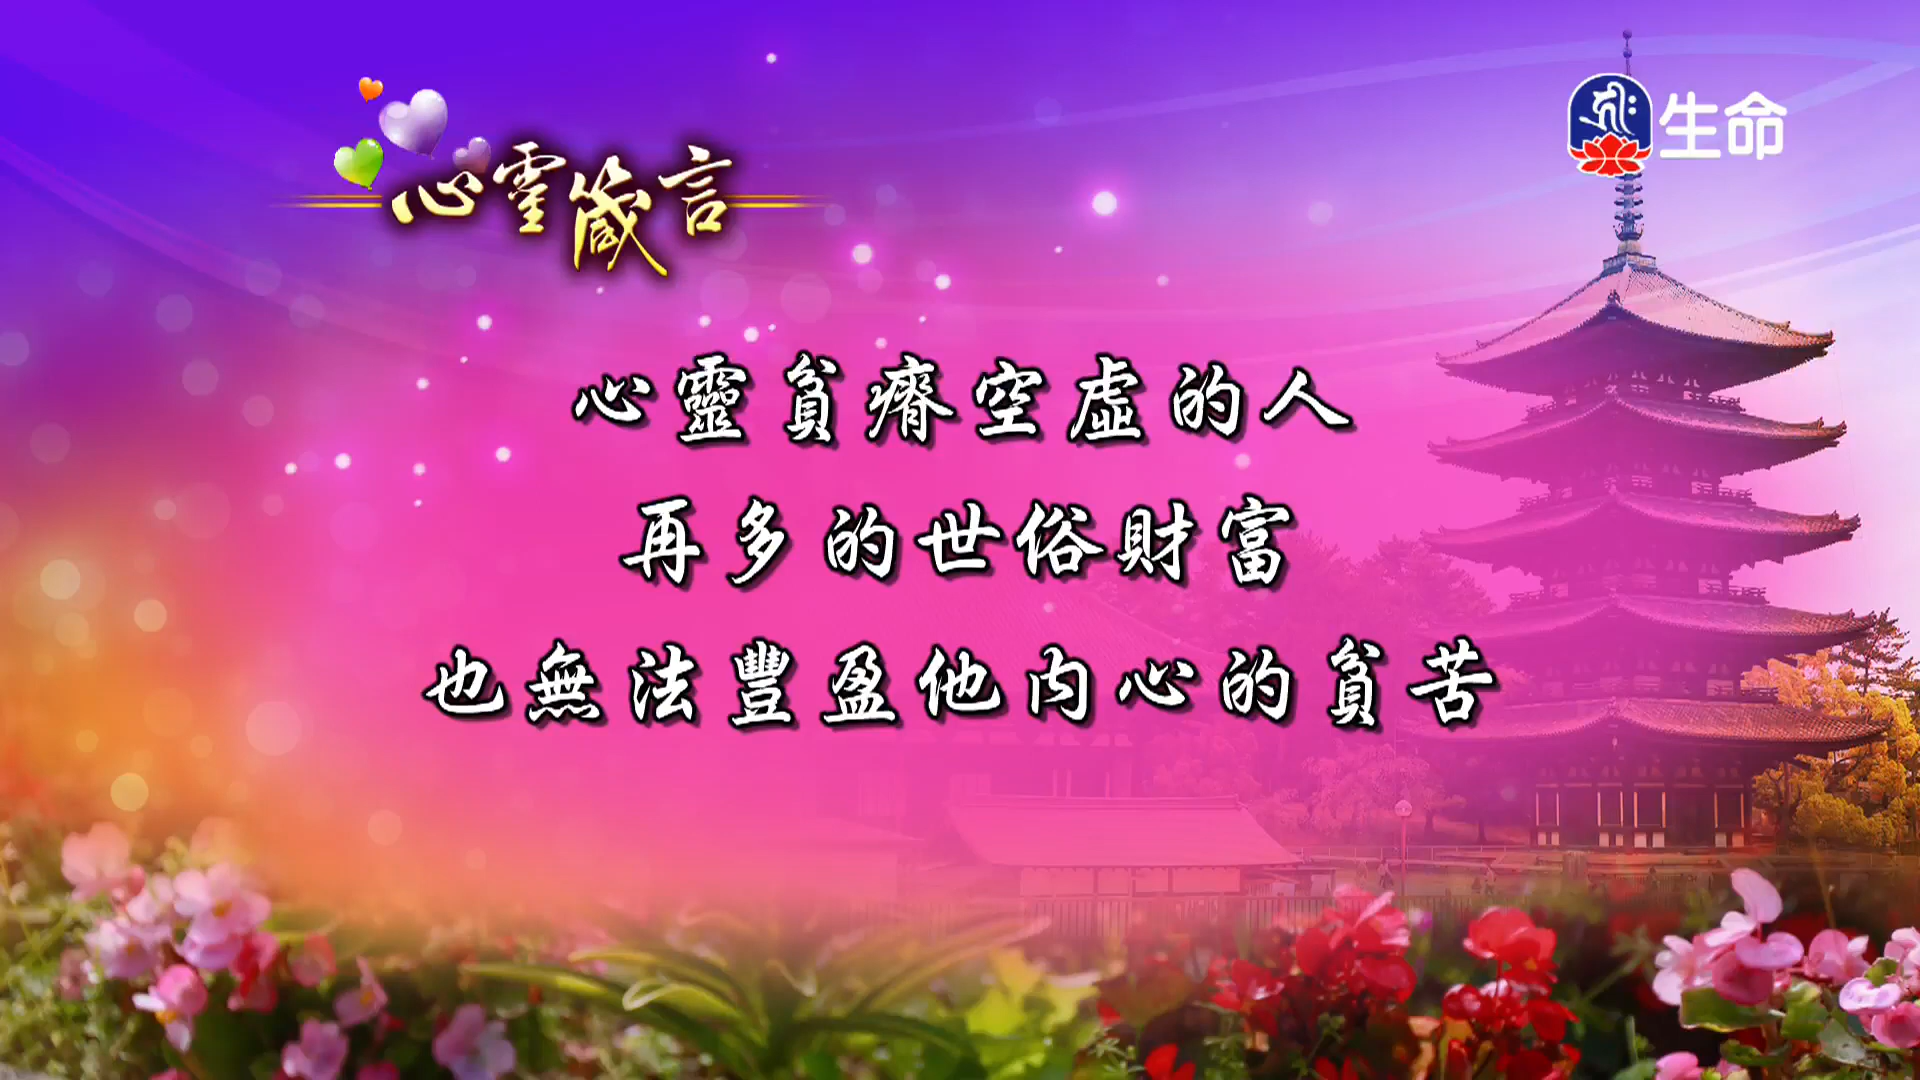 心靈箴言
生命
心靈貧瘠空虛的人
再多的世俗財富
也無法豐盈他內心的貧苦